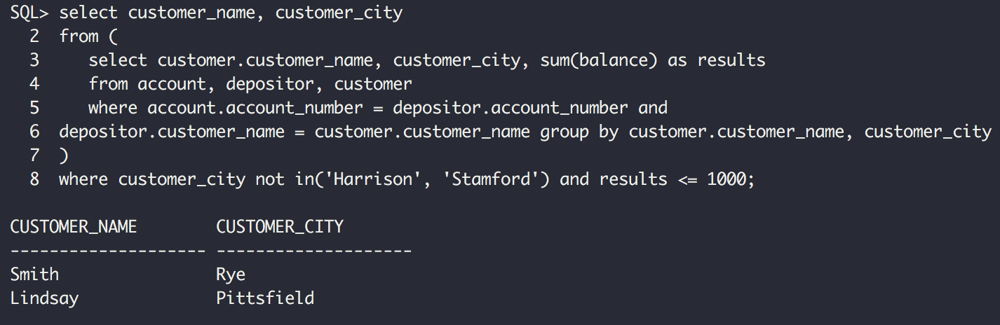 SQL> select customer_name, customer_city
2 from (
3 select customer.customer_name, customer_city, sum(balance) as results
4 from account, depositor, customer
5 where account.account_number = depositor.account_number and
6 depositor.customer_name = customer.customer_name group by customer.customer_name, customer_city
7 )
8 where customer_city not in('Harrison', 'Stamford') and results <= 1000;
CUSTOMER_NAME CUSTOMER_CITY
-------------------- --------------------
Smith Rye
Lindsay Pittsfield